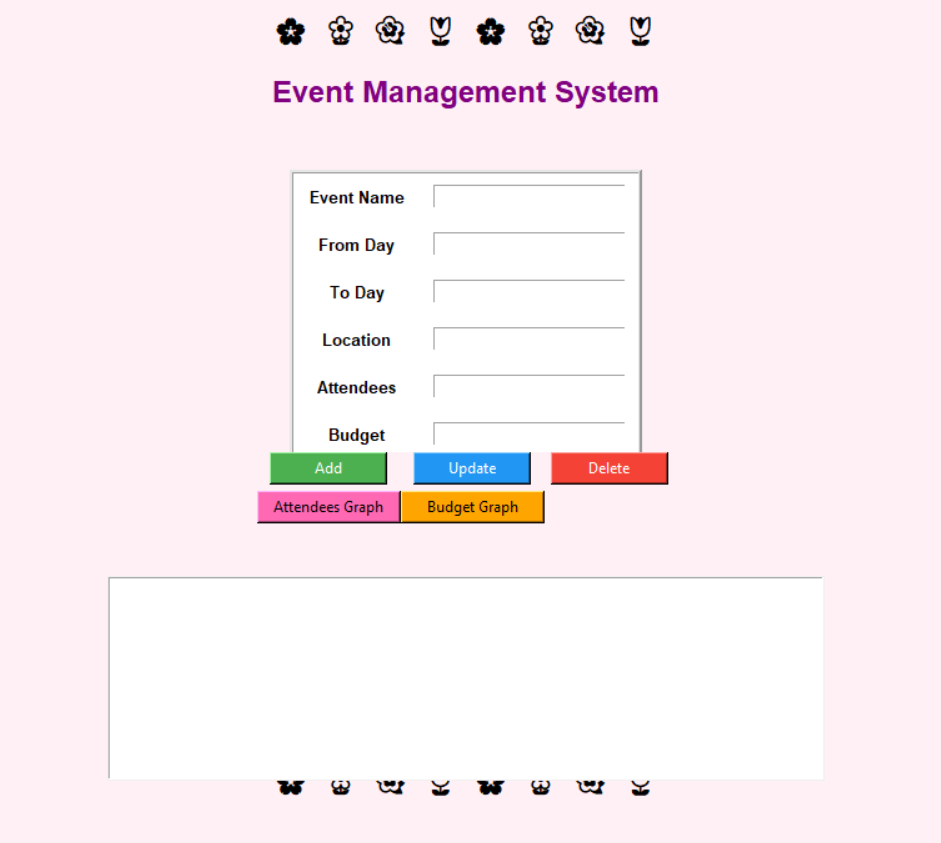 Event Management System
Event Name
From Day
To Day
Location
Attendees
Budget
Add Update Delete
Attendees Graph Budget Graph